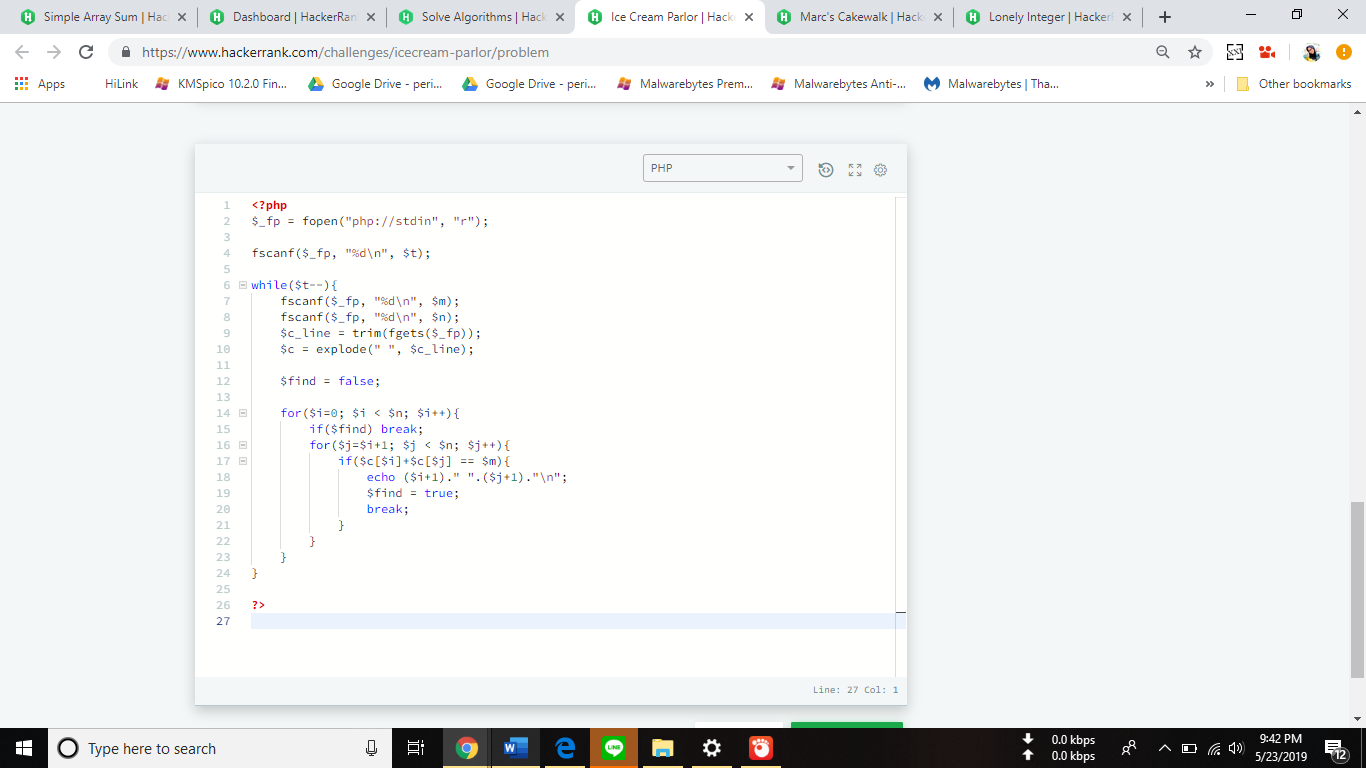 Simple Array Sum | Hac
Dashboard | HackerRan
Solve Algorithms | Hack
Ice Cream Parlor | Hack
Marc's Cakewalk | Hack
Lonely Integer | Hacker
https://www.hackerrank.com/challenges/icecream-parlor/problem
Apps HiLink KMSpico 10.2.0 Fin... Google Drive - peri... Google Drive - peri... Malwarebytes Prem... Malwarebytes Anti-... Malwarebytes | Tha... » Other bookmarks
PHP
1 <?php
2 $_fp = fopen("php://stdin", "r");
3
4 fscanf($_fp, "%d\n", $t);
5
6 while($t--){
7 fscanf($_fp, "%d\n", $m);
8 fscanf($_fp, "%d\n", $n);
9 $c_line = trim(fgets($_fp));
10 $c = explode(" ", $c_line);
11
12 $find = false;
13
14 for($i=0; $i < $n; $i++){
15 if($find) break;
16 for($j=$i+1; $j < $n; $j++){
17 if($c[$i]+$c[$j] == $m){
18 echo ($i+1)." ".($j+1)."\n";
19 $find = true;
20 break;
21 }
22 }
23 }
24 }
25
26 ?>
27
Line: 27 Col: 1
Type here to search
0.0 kbps
0.0 kbps
9:42 PM
5/23/2019
12